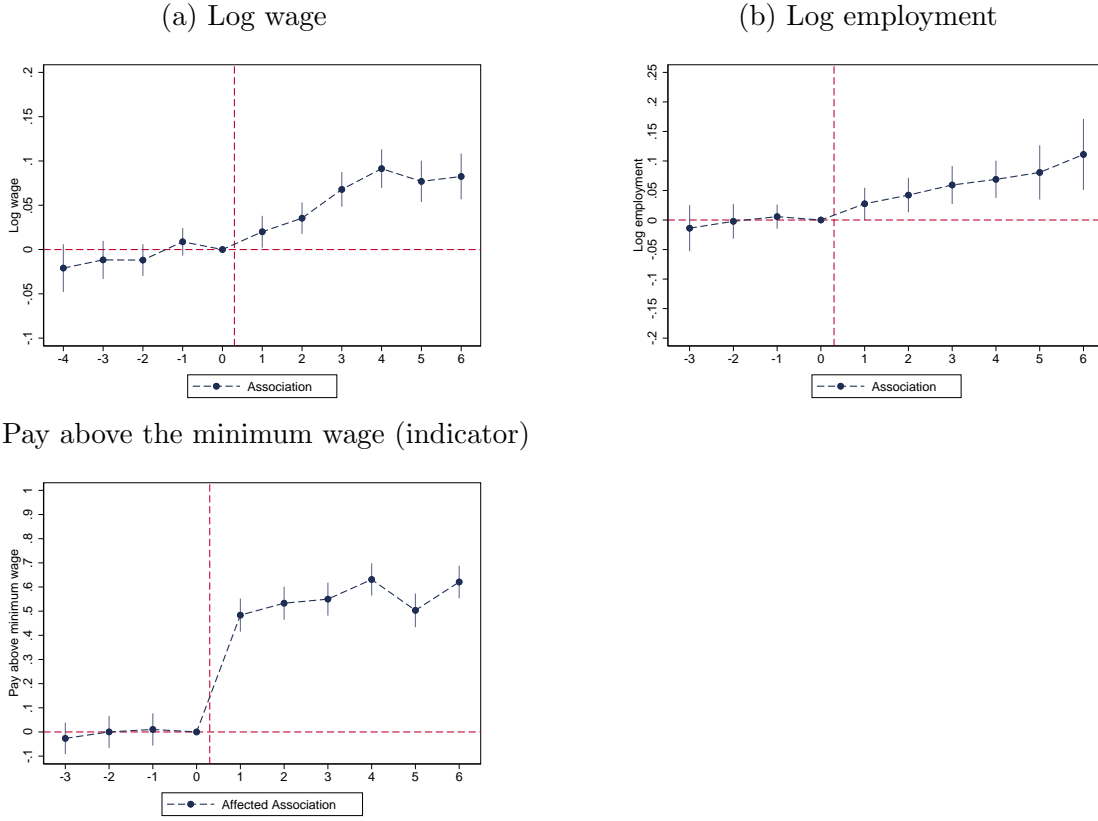 (a) Log wage
Log wage
.2
.15
.1
.05
0
-.05
-.1
-4 -3 -2 -1 0 1 2 3 4 5 6
Association
(b) Log employment
Log employment
.25
.2
.15
.1
.05
0
-.05
-.1
-.15
-.2
-3 -2 -1 0 1 2 3 4 5 6
Association
Pay above the minimum wage (indicator)
Pay above minimum wage
1
.9
.8
.7
.6
.5
.4
.3
.2
.1
0
-.1
-3 -2 -1 0 1 2 3 4 5 6
Affected Association